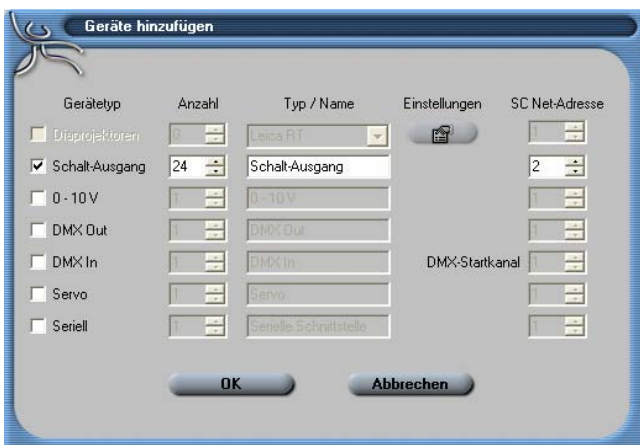 Geräte hinzufügen
Gerätetyp Anzahl Typ / Name Einstellungen SC Net-Adresse
Diaprojektoren 0 Leica RT 1
Schalt-Ausgang 24 Schalt-Ausgang 2
0 - 10 V 1 0 - 10 V 1
DMX Out 1 DMX Out 1
DMX In 1 DMX In DMX-Startkanal 1
Servo 1 Servo 1
Seriell 1 Serielle Schnittstelle 1
OK Abbrechen